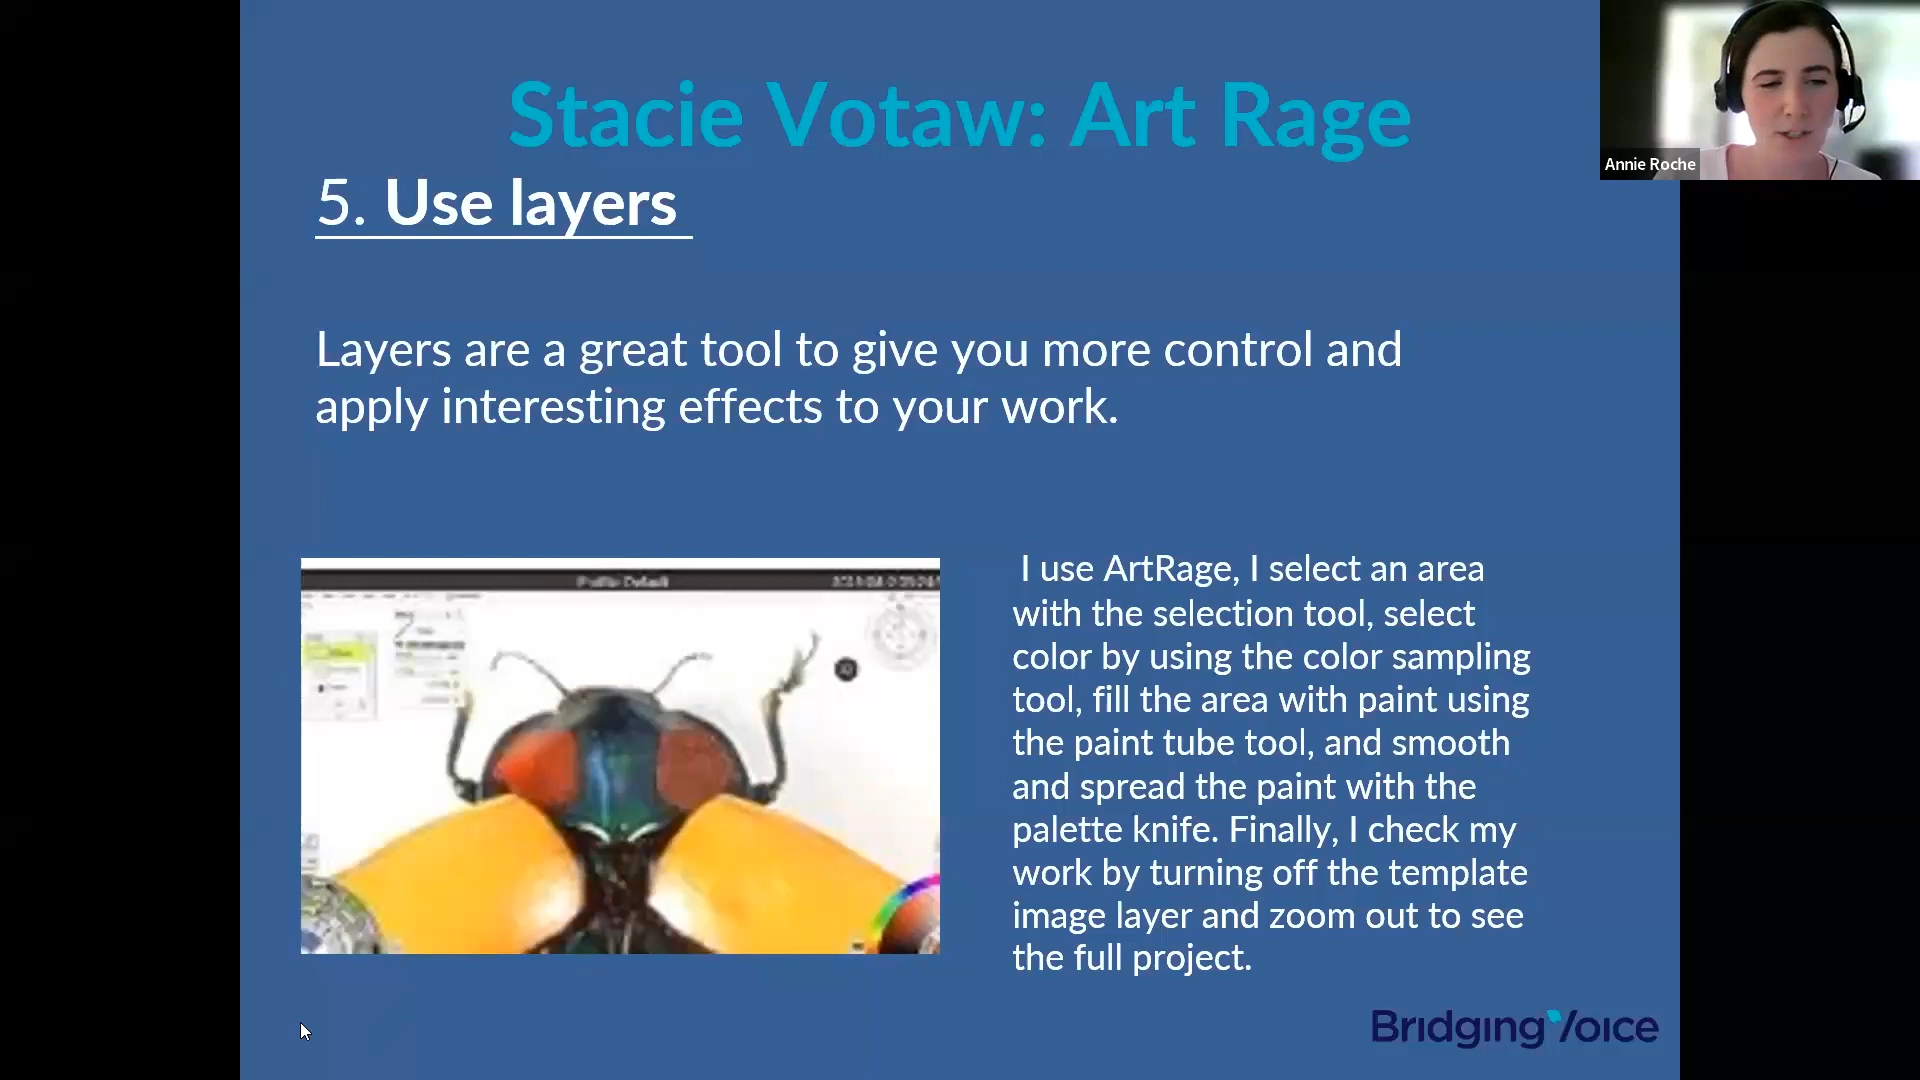 Stacie Votaw: Art Rage
Annie Roche
5. Use layers
Layers are a great tool to give you more control and
apply interesting effects to your work.
I use ArtRage, I select an area
with the selection tool, select
color by using the color sampling
tool, fill the area with paint using
the paint tube tool, and smooth
and spread the paint with the
palette knife. Finally, I check my
work by turning off the template
image layer and zoom out to see
the full project.
Bridging Voice